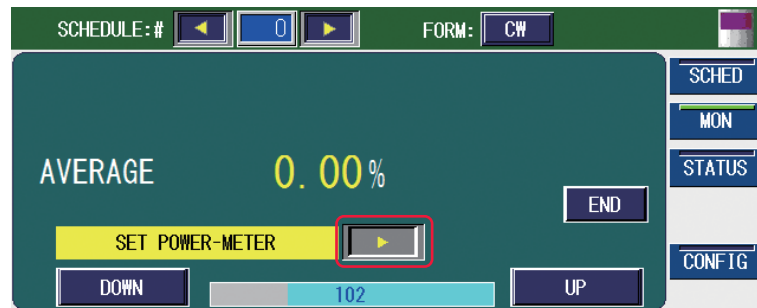 SCHEDULE:# 0 FORM: CW
SCHED
MON
AVERAGE 0.00% STATUS
END
SET POWER-METER
CONFIG
DOWN 102 UP